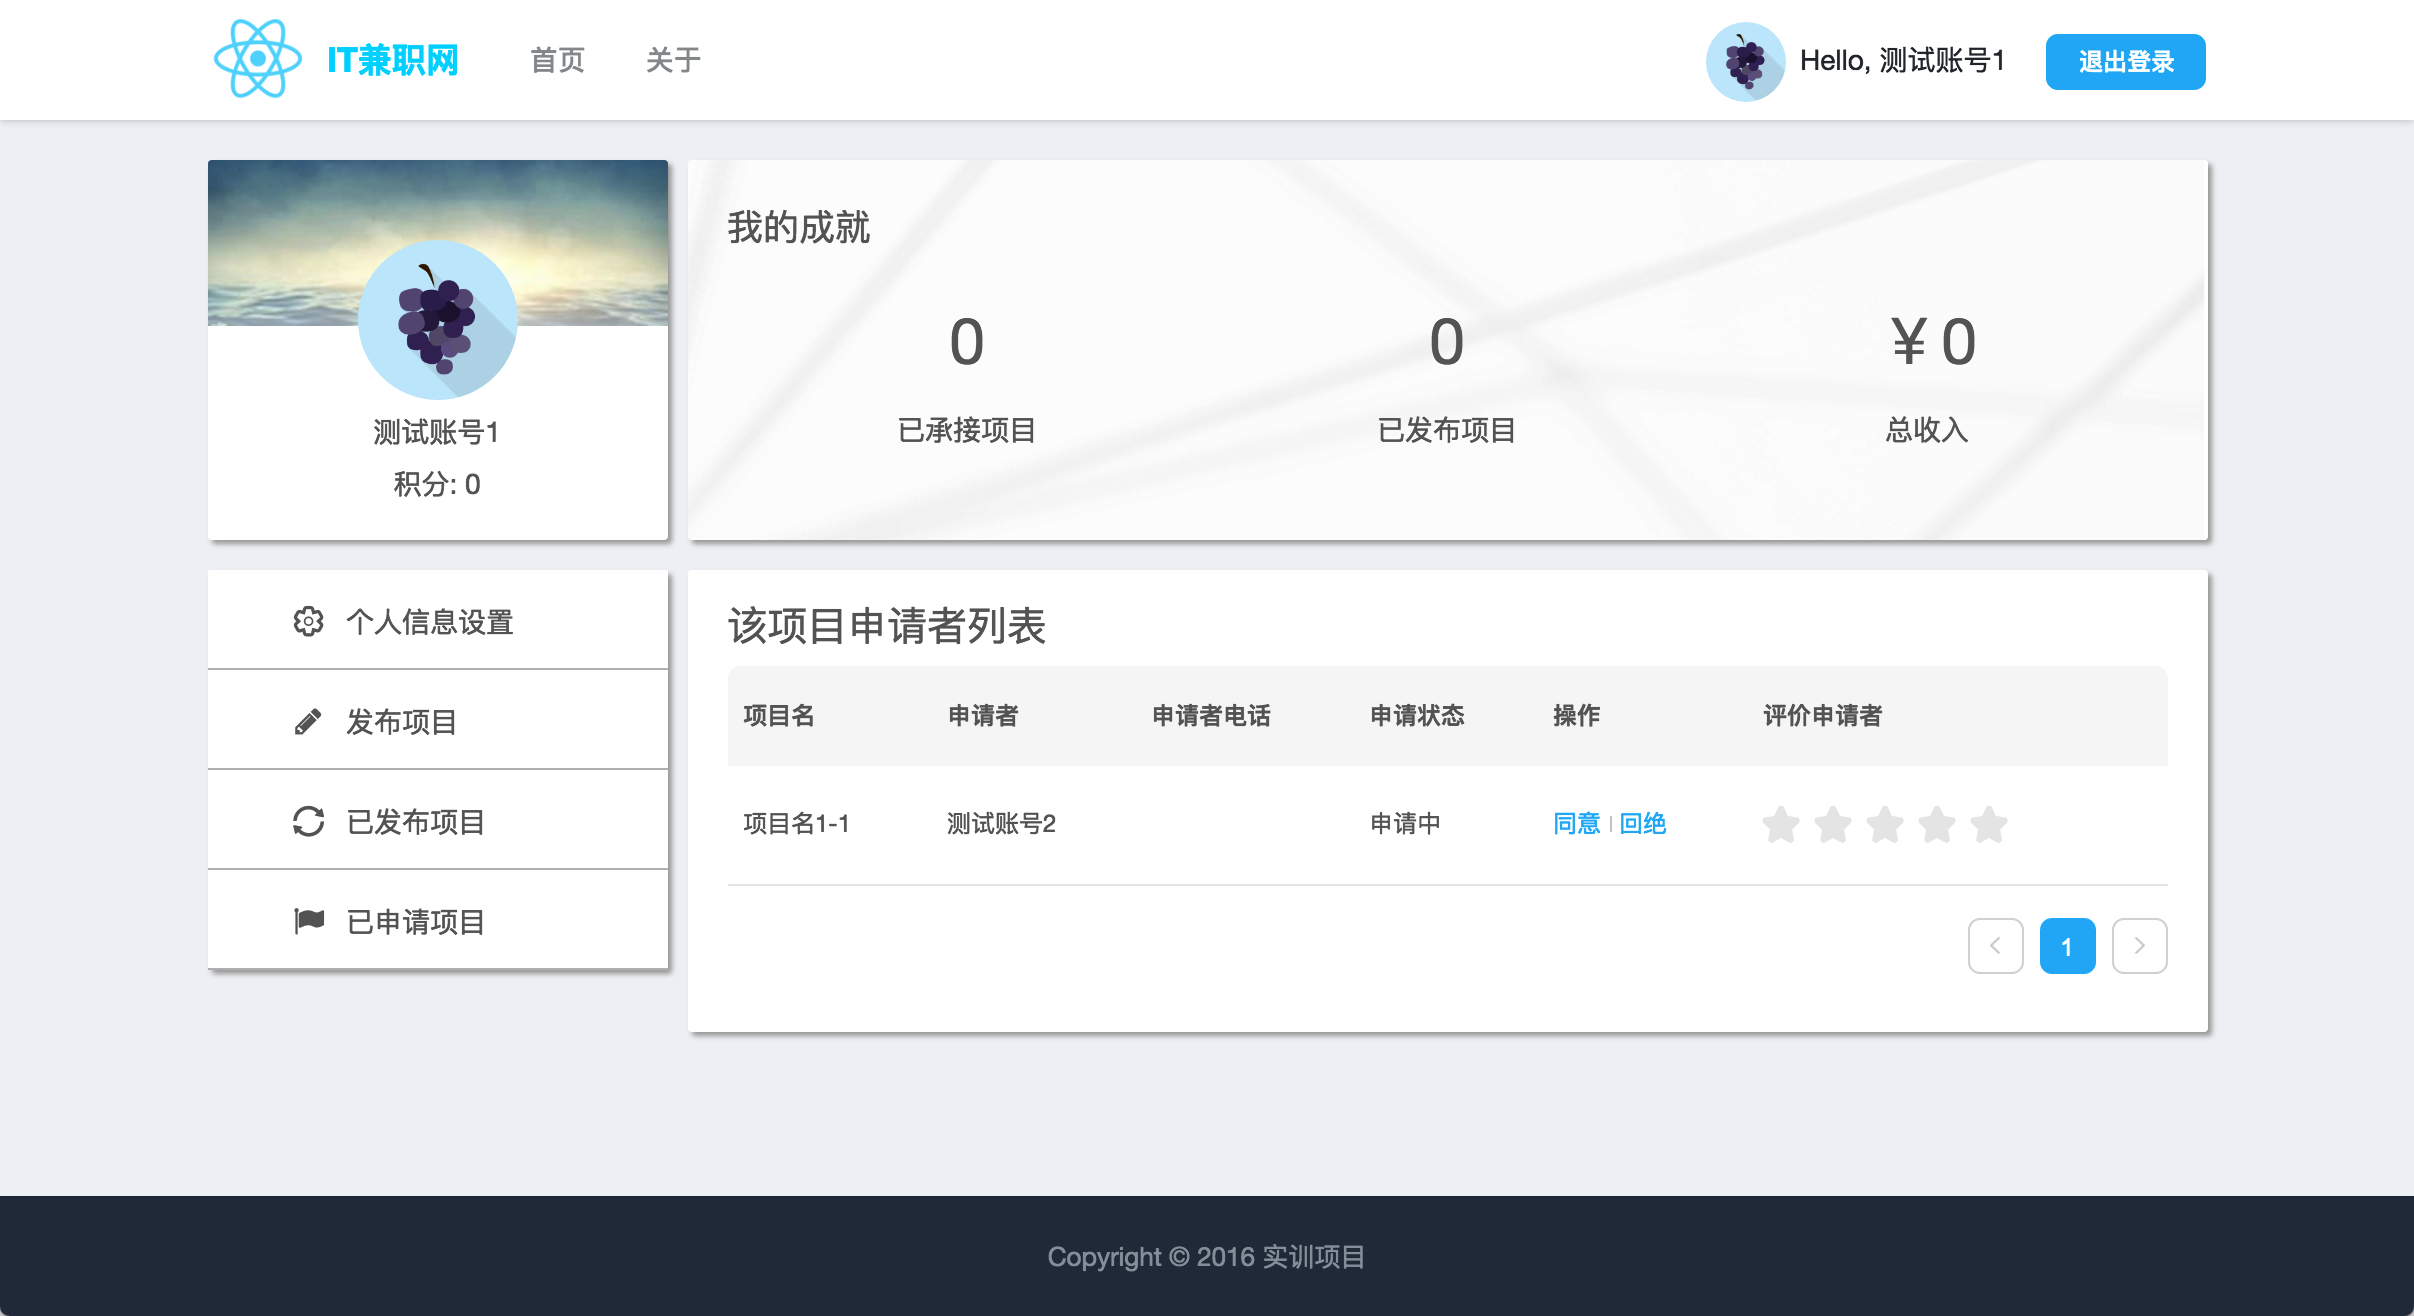 IT兼职网
首页
关于
Hello, 测试账号1
退出登录
测试账号1
积分: 0
我的成就
0
已承接项目
0
已发布项目
¥ 0
总收入
个人信息设置
发布项目
已发布项目
已申请项目
该项目申请者列表
项目名 申请者 申请者电话 申请状态 操作 评价申请者
项目名1-1 测试账号2 申请中 同意 | 回绝
1
Copyright © 2016 实训项目